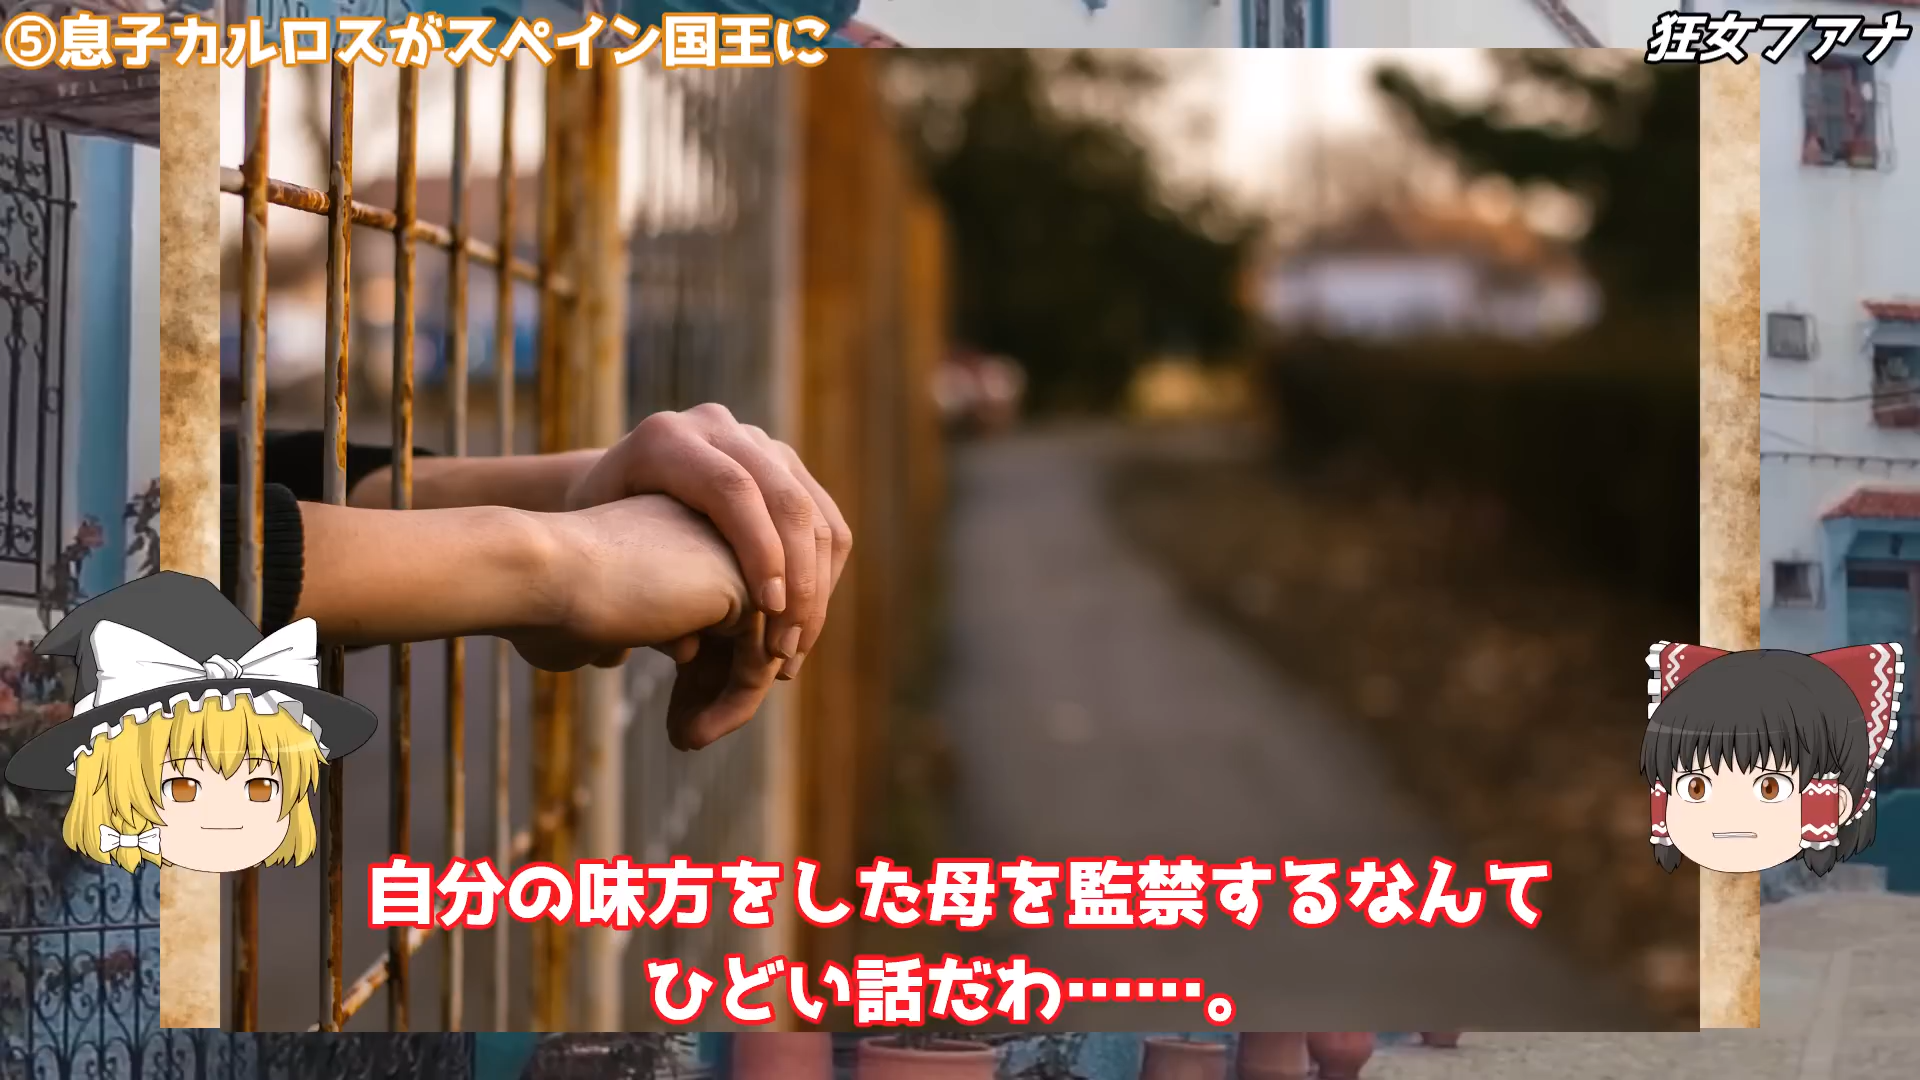 ⑤息子カルロスがスペイン国王に
狂女フアナ
自分の味方をした母を監禁するなんて
ひどい話だわ……。